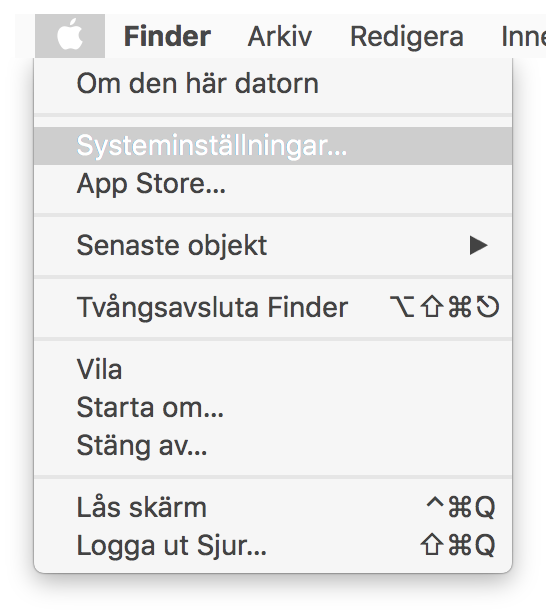 Finder Arkiv Redigera Inne
Om den här datorn
Systeminställningar...
App Store...
Senaste objekt ▶
Tvångsavsluta Finder ⌥⇧⌘⎋
Vila
Starta om...
Stäng av...
Lås skärm ^⌘Q
Logga ut Sjur... ⇧⌘Q